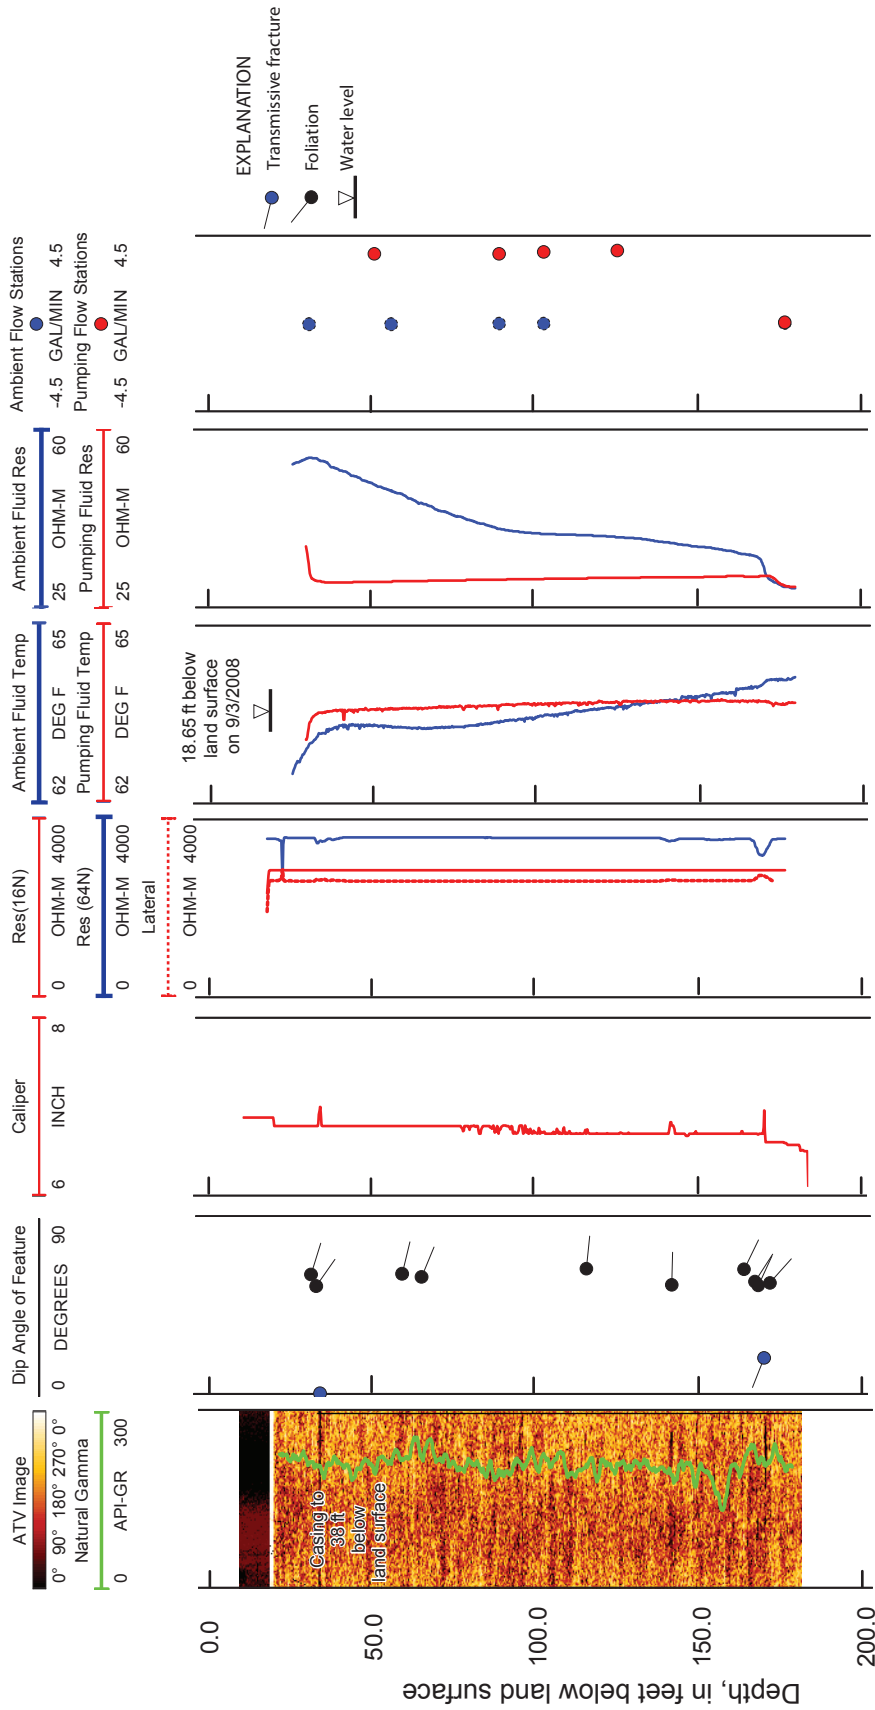 ATV Image
0° 90° 180° 270° 0°
Natural Gamma
0 API-GR 300
Dip Angle of Feature
0 DEGREES 90
Caliper
6 INCH 8
Res(16N)
0 OHM-M 4000
Res (64N)
0 OHM-M 4000
Lateral
0 OHM-M 4000
Ambient Fluid Temp
62 DEG F 65
Pumping Fluid Temp
62 DEG F 65
Ambient Fluid Res
25 OHM-M 60
Pumping Fluid Res
25 OHM-M 60
Ambient Flow Stations
-4.5 GAL/MIN 4.5
Pumping Flow Stations
-4.5 GAL/MIN 4.5
EXPLANATION
Transmissive fracture
Foliation
Water level
18.65 ft below
land surface
on 9/3/2008
Casing to
38 ft
below
land surface
0.0
50.0
100.0
150.0
200.0
Depth, in feet below land surface